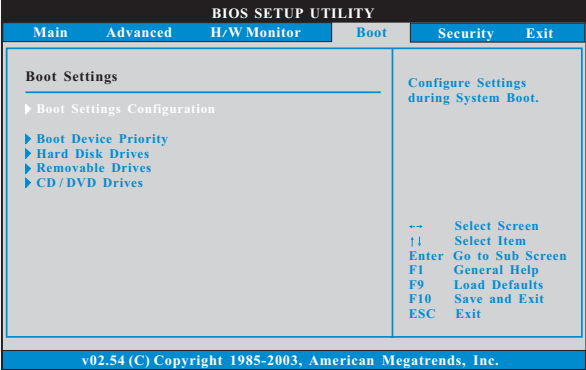 BIOS SETUP UTILITY
Main Advanced H/W Monitor Boot Security Exit
Boot Settings
Boot Settings Configuration
Boot Device Priority
Hard Disk Drives
Removable Drives
CD/DVD Drives
Configure Settings
during System Boot.
←→ Select Screen
↑↓ Select Item
Enter Go to Sub Screen
F1 General Help
F9 Load Defaults
F10 Save and Exit
ESC Exit
v02.54 (C) Copyright 1985-2003, American Megatrends, Inc.